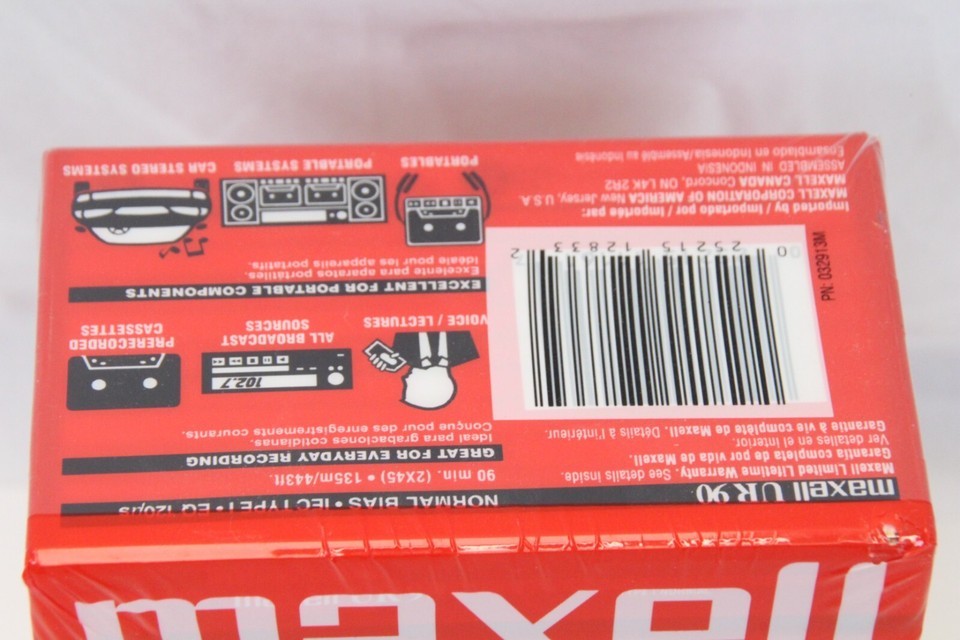 maxell UR 90
Maxell Limited Lifetime Warranty. See details inside.
Garantía completa de por vida de Maxell.
Ver detalles en el interior.
Garantie à vie complète de Maxell. Détails à l'intérieur.
NORMAL BIAS • IEC TYPE I • EQ 120μs
90 min. (2X45) • 135m/443ft.
GREAT FOR EVERYDAY RECORDING
Ideal para grabaciones cotidianas.
Conçue pour des enregistrements courants.
102.7
VOICE / LECTURES
ALL BROADCAST
SOURCES
PRERECORDED
CASSETTES
EXCELLENT FOR PORTABLE COMPONENTS
Excelente para aparatos portátiles.
Idéale pour les appareils portatifs.
PORTABLES
PORTABLE SYSTEMS
CAR STEREO SYSTEMS
00 25215 12833 2
PN: 032913M
Imported by / importado por / importée par:
MAXELL CORPORATION OF AMERICA New Jersey, U.S.A
MAXELL CANADA Concord, ON L4K 2R2
ASSEMBLED IN INDONESIA
Ensamblado en Indonesia/Assemblé au Indonésie
maxell